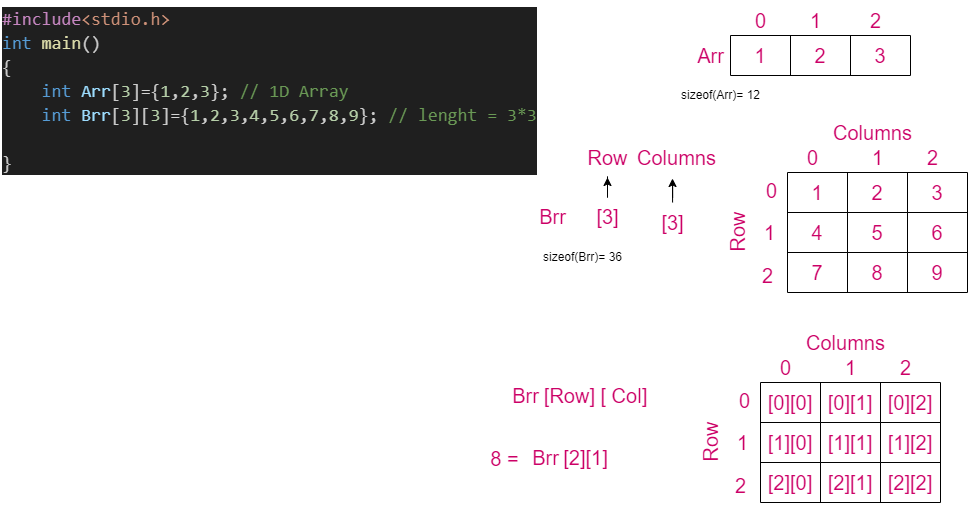 #include<stdio.h>
int main()
{
int Arr[3]={1,2,3}; // 1D Array
int Brr[3][3]={1,2,3,4,5,6,7,8,9}; // lenght = 3*3
}
0 1 2
Arr 1 2 3
sizeof(Arr)= 12
Row Columns
Brr [3] [3]
sizeof(Brr)= 36
Columns
0 1 2
Row
0 1 2 3
1 4 5 6
2 7 8 9
Columns
0 1 2
Brr [Row] [ Col]
8 = Brr [2][1]
Row
0 [0][0] [0][1] [0][2]
1 [1][0] [1][1] [1][2]
2 [2][0] [2][1] [2][2]